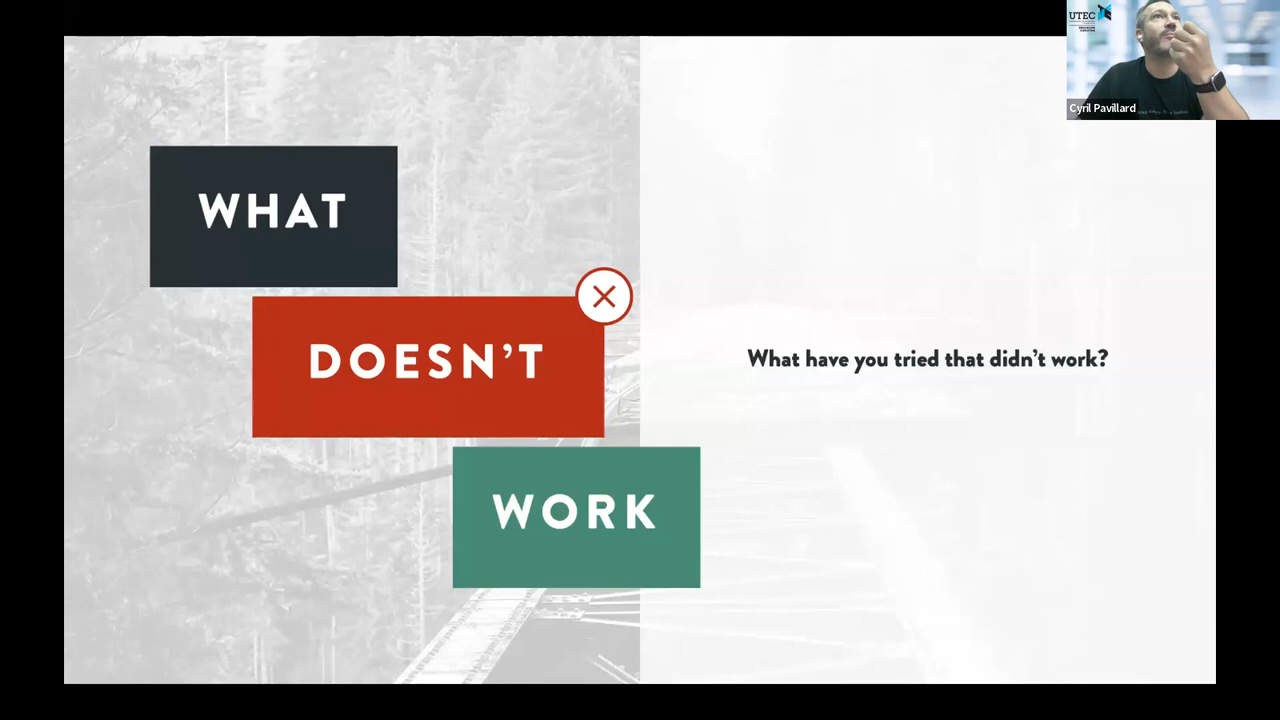 WHAT
DOESN'T
WORK
What have you tried that didn't work?
UTEC
Cyril Pavillard